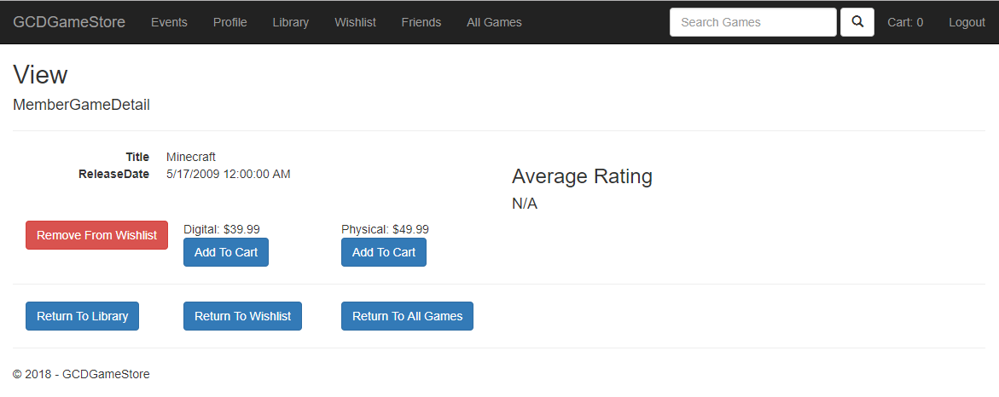 GCDGameStore Events Profile Library Wishlist Friends All Games Search Games Cart: 0 Logout
View
MemberGameDetail
Title Minecraft
ReleaseDate 5/17/2009 12:00:00 AM
Average Rating
N/A
Remove From Wishlist
Digital: $39.99
Add To Cart
Physical: $49.99
Add To Cart
Return To Library Return To Wishlist Return To All Games
© 2018 - GCDGameStore